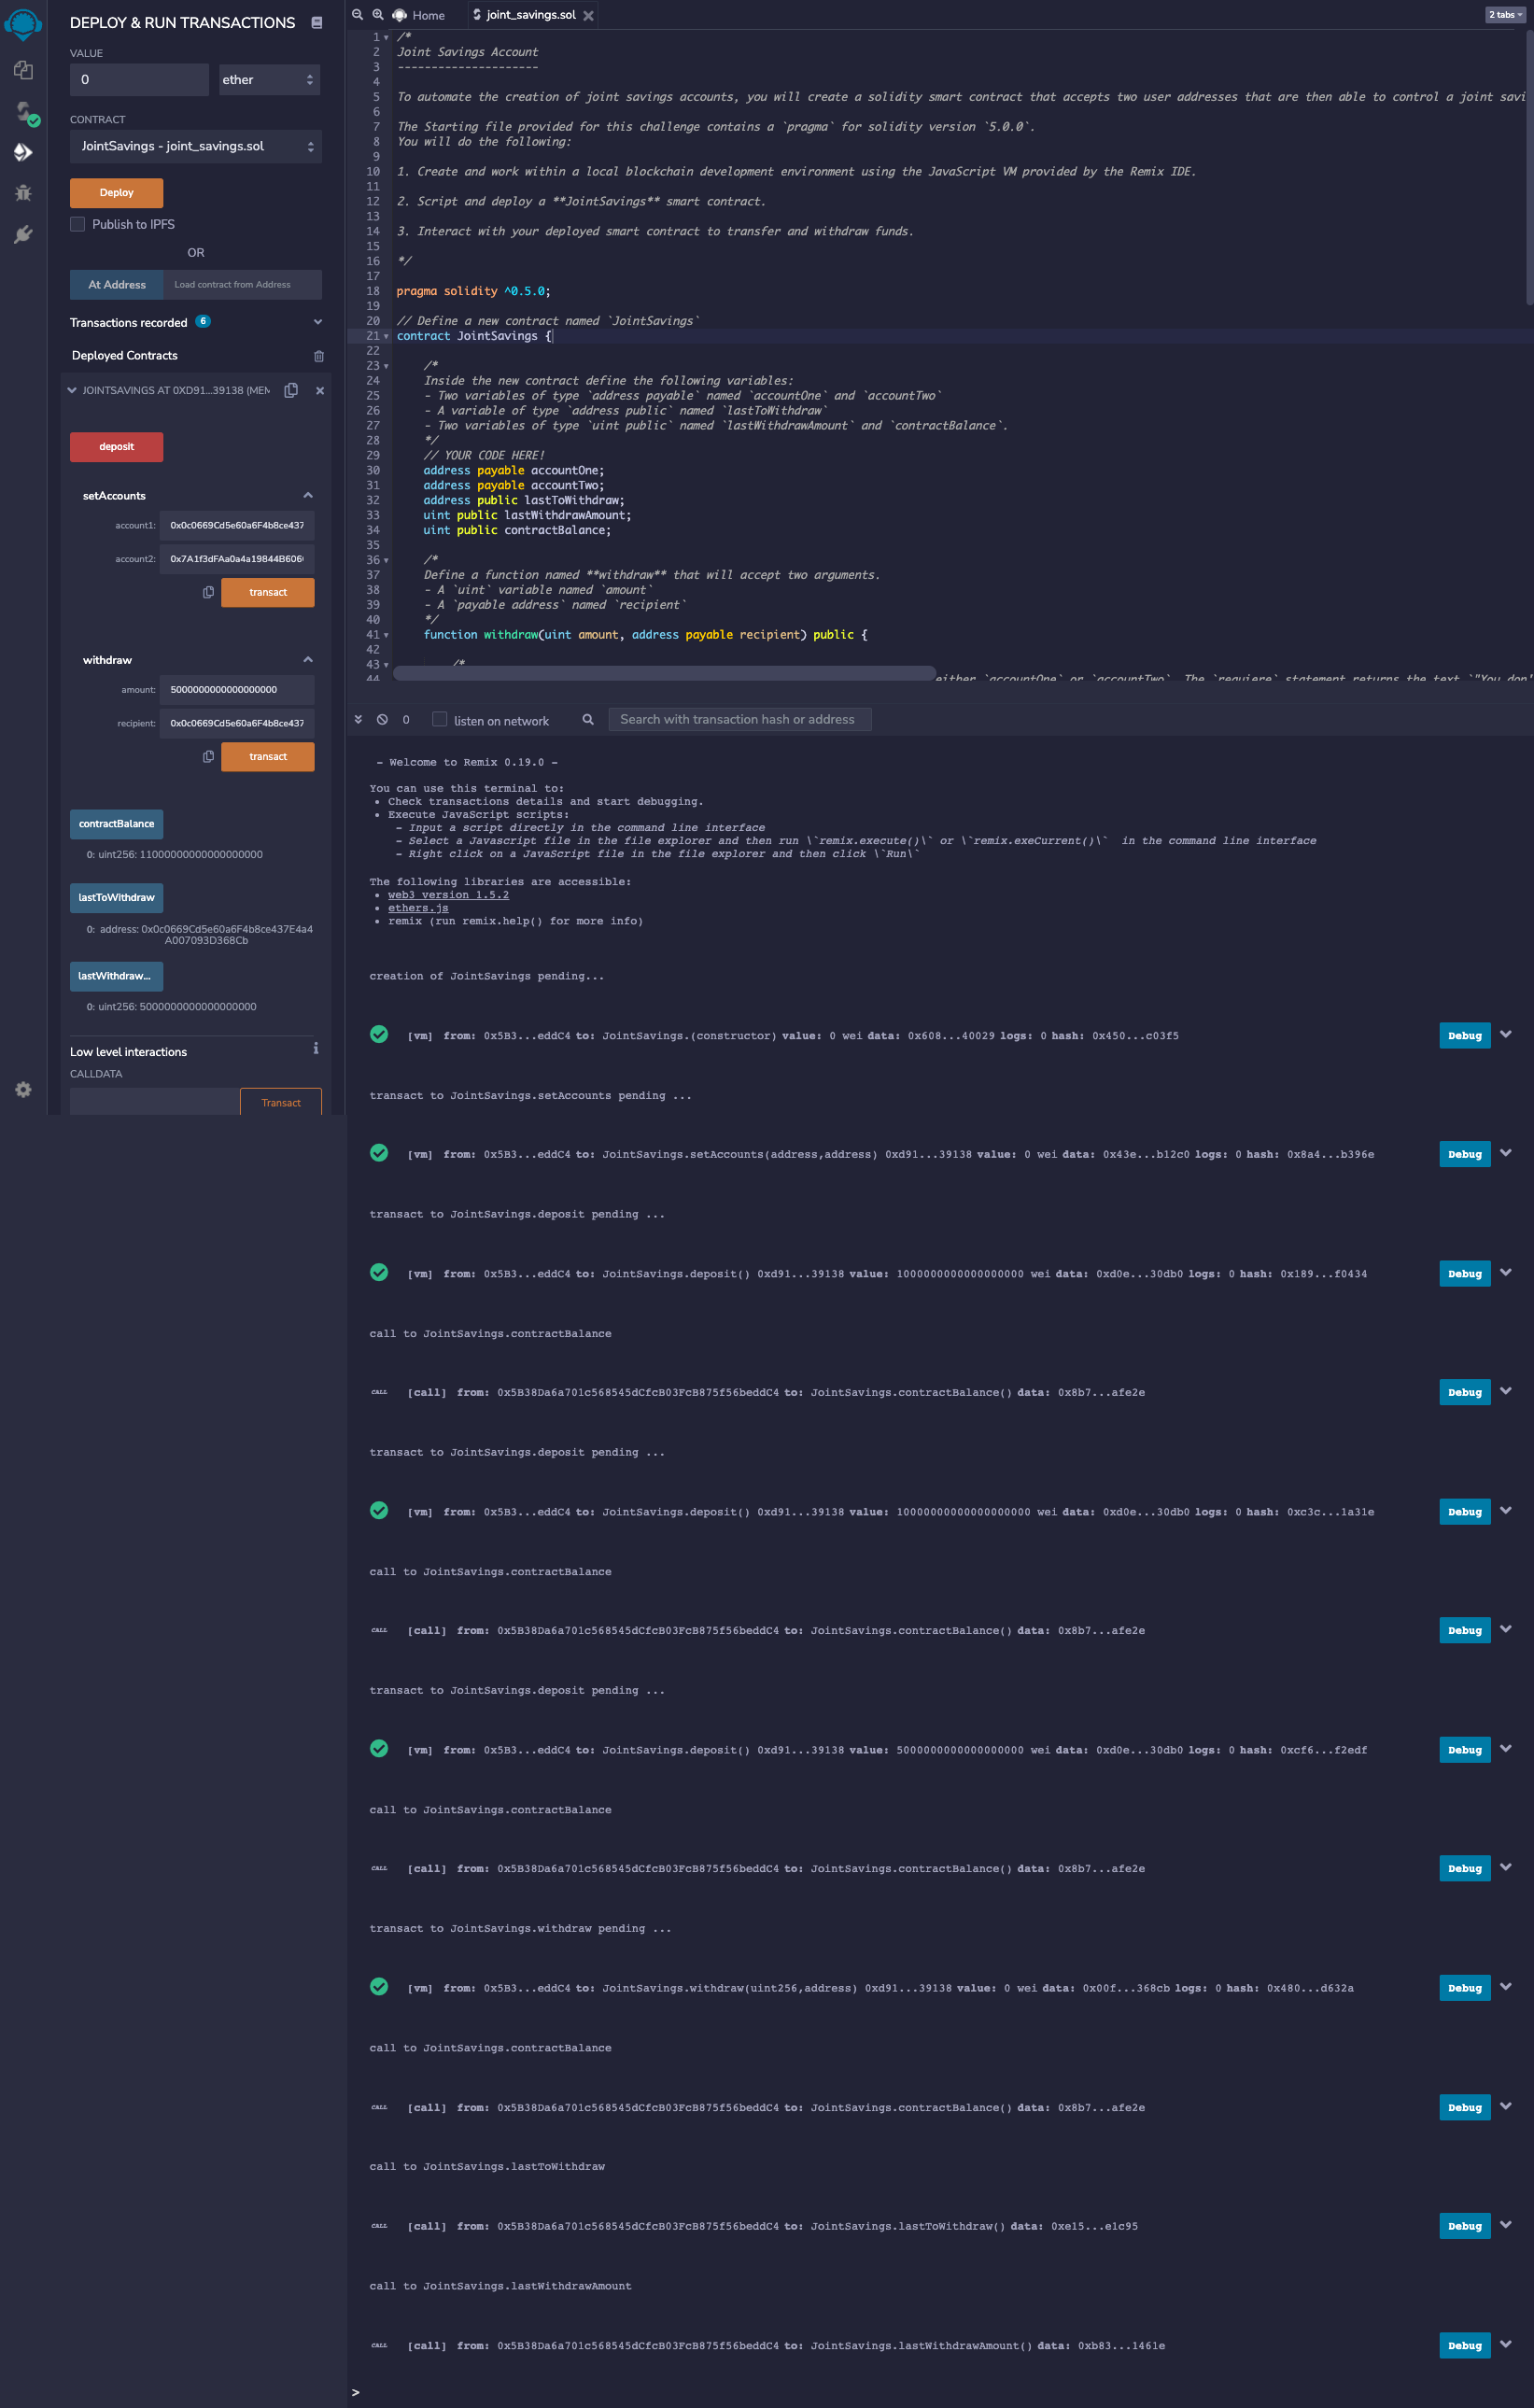 DEPLOY & RUN TRANSACTIONS
VALUE
0
ether
CONTRACT
JointSavings - joint_savings.sol
Deploy
Publish to IPFS
OR
At Address
Load contract from Address
Transactions recorded 6
Deployed Contracts
JOINTSAVINGS AT 0XD91...39138 (MEM
deposit
setAccounts
account1: 0x0c0669Cd5e60a6F4b8ce437
account2: 0x7A1f3dFAa0a4a19844B606
transact
withdraw
amount: 5000000000000000000
recipient: 0x0c0669Cd5e60a6F4b8ce437
transact
contractBalance
0: uint256: 11000000000000000000
lastToWithdraw
0: address: 0x0c0669Cd5e60a6F4b8ce437E4a4
A007093D368Cb
lastWithdraw...
0: uint256: 5000000000000000000
Low level interactions
CALLDATA
Transact
Home
joint_savings.sol
2 tabs
1 /*
2 Joint Savings Account
3 ---------------------
4
5 To automate the creation of joint savings accounts, you will create a solidity smart contract that accepts two user addresses that are then able to control a joint savi
6
7 The Starting file provided for this challenge contains a `pragma` for solidity version `5.0.0`.
8 You will do the following:
9
10 1. Create and work within a local blockchain development environment using the JavaScript VM provided by the Remix IDE.
11
12 2. Script and deploy a **JointSavings** smart contract.
13
14 3. Interact with your deployed smart contract to transfer and withdraw funds.
15
16 */
17
18 pragma solidity ^0.5.0;
19
20 // Define a new contract named `JointSavings`
21 contract JointSavings {
22
23 /*
24 Inside the new contract define the following variables:
25 - Two variables of type `address payable` named `accountOne` and `accountTwo`
26 - A variable of type `address public` named `lastToWithdraw`
27 - Two variables of type `uint public` named `lastWithdrawAmount` and `contractBalance`.
28 */
29 // YOUR CODE HERE!
30 address payable accountOne;
31 address payable accountTwo;
32 address public lastToWithdraw;
33 uint public lastWithdrawAmount;
34 uint public contractBalance;
35
36 /*
37 Define a function named **withdraw** that will accept two arguments.
38 - A `uint` variable named `amount`
39 - A `payable address` named `recipient`
40 */
41 function withdraw(uint amount, address payable recipient) public {
42
43 /*
44 either `accountOne` or `accountTwo`. The `requiere` statement returns the text `"You don'
0
listen on network
Search with transaction hash or address
- Welcome to Remix 0.19.0 -
You can use this terminal to:
• Check transactions details and start debugging.
• Execute JavaScript scripts:
- Input a script directly in the command line interface
- Select a Javascript file in the file explorer and then run \`remix.execute()\` or \`remix.exeCurrent()\` in the command line interface
- Right click on a JavaScript file in the file explorer and then click \`Run\`
The following libraries are accessible:
• web3 version 1.5.2
• ethers.js
• remix (run remix.help() for more info)
creation of JointSavings pending...
[vm] from: 0x5B3...eddC4 to: JointSavings.(constructor) value: 0 wei data: 0x608...40029 logs: 0 hash: 0x450...c03f5 Debug
transact to JointSavings.setAccounts pending ...
[vm] from: 0x5B3...eddC4 to: JointSavings.setAccounts(address,address) 0xd91...39138 value: 0 wei data: 0x43e...b12c0 logs: 0 hash: 0x8a4...b396e Debug
transact to JointSavings.deposit pending ...
[vm] from: 0x5B3...eddC4 to: JointSavings.deposit() 0xd91...39138 value: 1000000000000000000 wei data: 0xd0e...30db0 logs: 0 hash: 0x189...f0434 Debug
call to JointSavings.contractBalance
CALL [call] from: 0x5B38Da6a701c568545dCfcB03FcB875f56beddC4 to: JointSavings.contractBalance() data: 0x8b7...afe2e Debug
transact to JointSavings.deposit pending ...
[vm] from: 0x5B3...eddC4 to: JointSavings.deposit() 0xd91...39138 value: 10000000000000000000 wei data: 0xd0e...30db0 logs: 0 hash: 0xc3c...1a31e Debug
call to JointSavings.contractBalance
CALL [call] from: 0x5B38Da6a701c568545dCfcB03FcB875f56beddC4 to: JointSavings.contractBalance() data: 0x8b7...afe2e Debug
transact to JointSavings.deposit pending ...
[vm] from: 0x5B3...eddC4 to: JointSavings.deposit() 0xd91...39138 value: 5000000000000000000 wei data: 0xd0e...30db0 logs: 0 hash: 0xcf6...f2edf Debug
call to JointSavings.contractBalance
CALL [call] from: 0x5B38Da6a701c568545dCfcB03FcB875f56beddC4 to: JointSavings.contractBalance() data: 0x8b7...afe2e Debug
transact to JointSavings.withdraw pending ...
[vm] from: 0x5B3...eddC4 to: JointSavings.withdraw(uint256,address) 0xd91...39138 value: 0 wei data: 0x00f...368cb logs: 0 hash: 0x480...d632a Debug
call to JointSavings.contractBalance
CALL [call] from: 0x5B38Da6a701c568545dCfcB03FcB875f56beddC4 to: JointSavings.contractBalance() data: 0x8b7...afe2e Debug
call to JointSavings.lastToWithdraw
CALL [call] from: 0x5B38Da6a701c568545dCfcB03FcB875f56beddC4 to: JointSavings.lastToWithdraw() data: 0xe15...e1c95 Debug
call to JointSavings.lastWithdrawAmount
CALL [call] from: 0x5B38Da6a701c568545dCfcB03FcB875f56beddC4 to: JointSavings.lastWithdrawAmount() data: 0xb83...1461e Debug
>